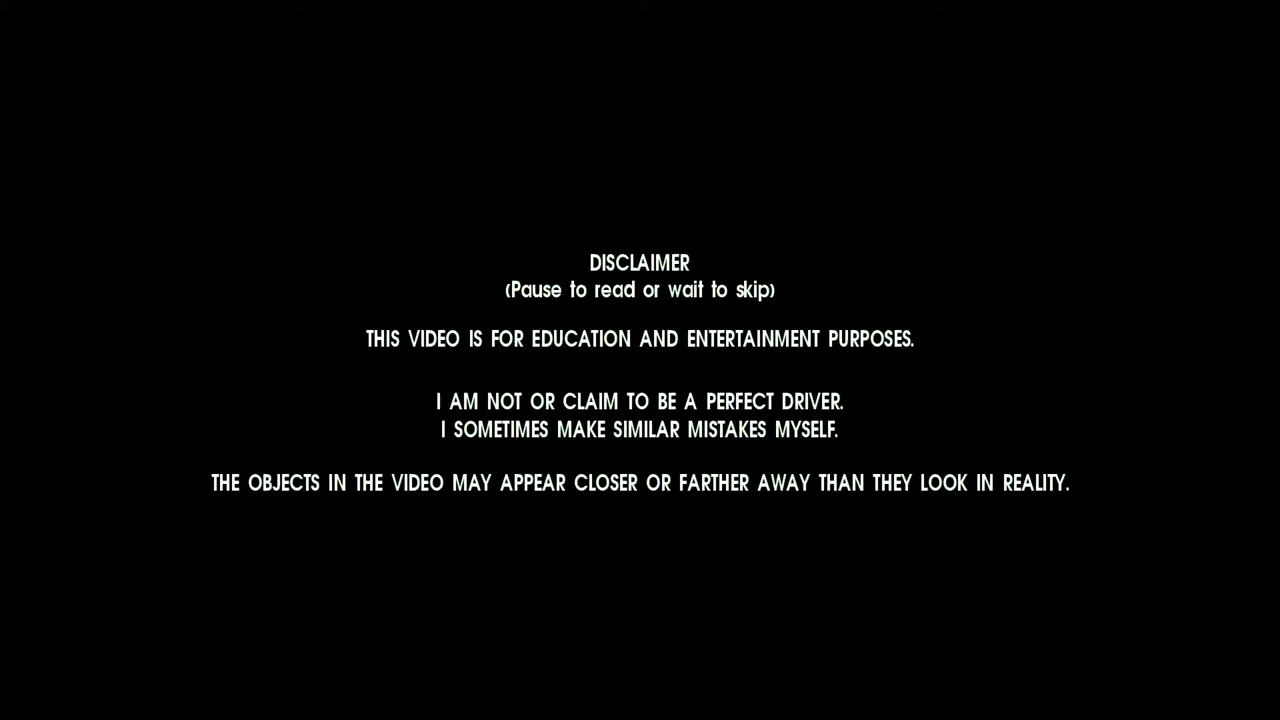 DISCLAIMER
(Pause to read or wait to skip)
THIS VIDEO IS FOR EDUCATION AND ENTERTAINMENT PURPOSES.
I AM NOT OR CLAIM TO BE A PERFECT DRIVER.
I SOMETIMES MAKE SIMILAR MISTAKES MYSELF.
THE OBJECTS IN THE VIDEO MAY APPEAR CLOSER OR FARTHER AWAY THAN THEY LOOK IN REALITY.